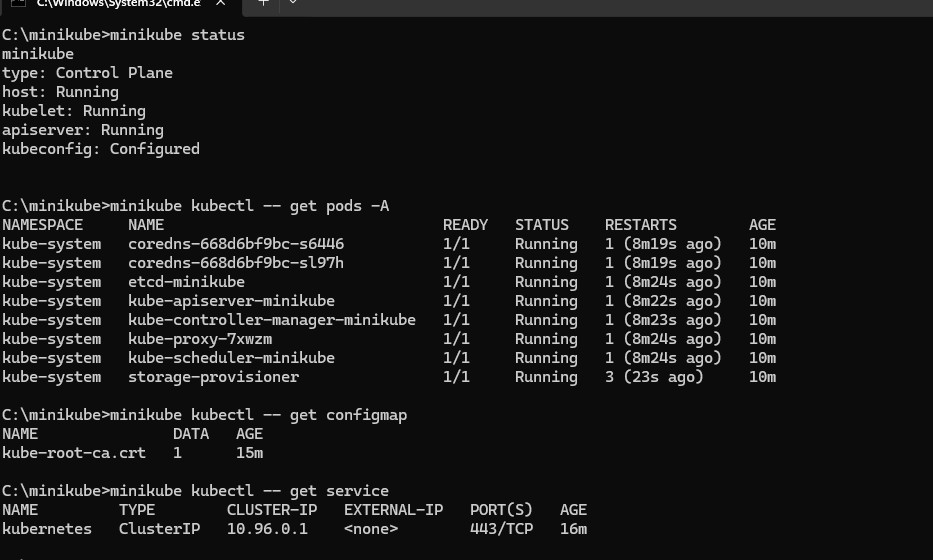 C:\Windows\System32\cmd.e
C:\minikube>minikube status
minikube
type: Control Plane
host: Running
kubelet: Running
apiserver: Running
kubeconfig: Configured
C:\minikube>minikube kubectl -- get pods -A
NAMESPACE NAME READY STATUS RESTARTS AGE
kube-system coredns-668d6bf9bc-s6446 1/1 Running 1 (8m19s ago) 10m
kube-system coredns-668d6bf9bc-sl97h 1/1 Running 1 (8m19s ago) 10m
kube-system etcd-minikube 1/1 Running 1 (8m24s ago) 10m
kube-system kube-apiserver-minikube 1/1 Running 1 (8m22s ago) 10m
kube-system kube-controller-manager-minikube 1/1 Running 1 (8m23s ago) 10m
kube-system kube-proxy-7xwzm 1/1 Running 1 (8m24s ago) 10m
kube-system kube-scheduler-minikube 1/1 Running 1 (8m24s ago) 10m
kube-system storage-provisioner 1/1 Running 3 (23s ago) 10m
C:\minikube>minikube kubectl -- get configmap
NAME DATA AGE
kube-root-ca.crt 1 15m
C:\minikube>minikube kubectl -- get service
NAME TYPE CLUSTER-IP EXTERNAL-IP PORT(S) AGE
kubernetes ClusterIP 10.96.0.1 <none> 443/TCP 16m